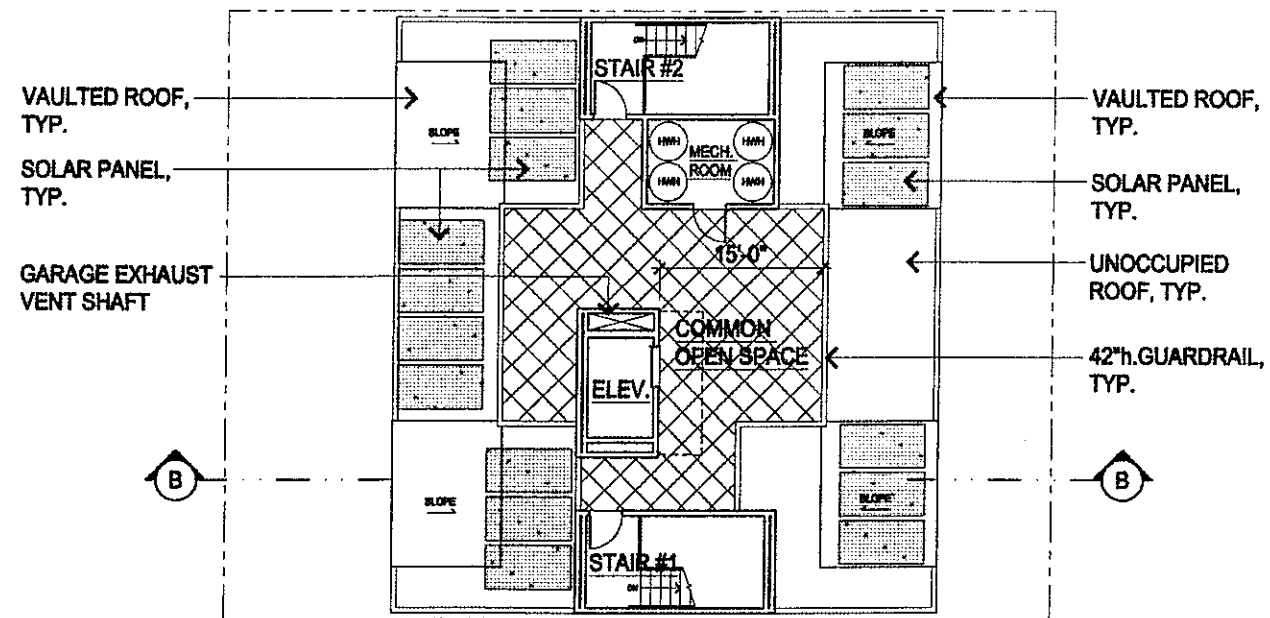 VAULTED ROOF,
TYP.
SOLAR PANEL,
TYP.
GARAGE EXHAUST
VENT SHAFT
SLOPE
SLOPE
B
DN
STAIR #2
HWH
HWH
HWH
HWH
MECH.
ROOM
15'-0"
COMMON
OPEN SPACE
ELEV.
STAIR #1
DN
SLOPE
SLOPE
VAULTED ROOF,
TYP.
SOLAR PANEL,
TYP.
UNOCCUPIED
ROOF, TYP.
42"h.GUARDRAIL,
TYP.
B